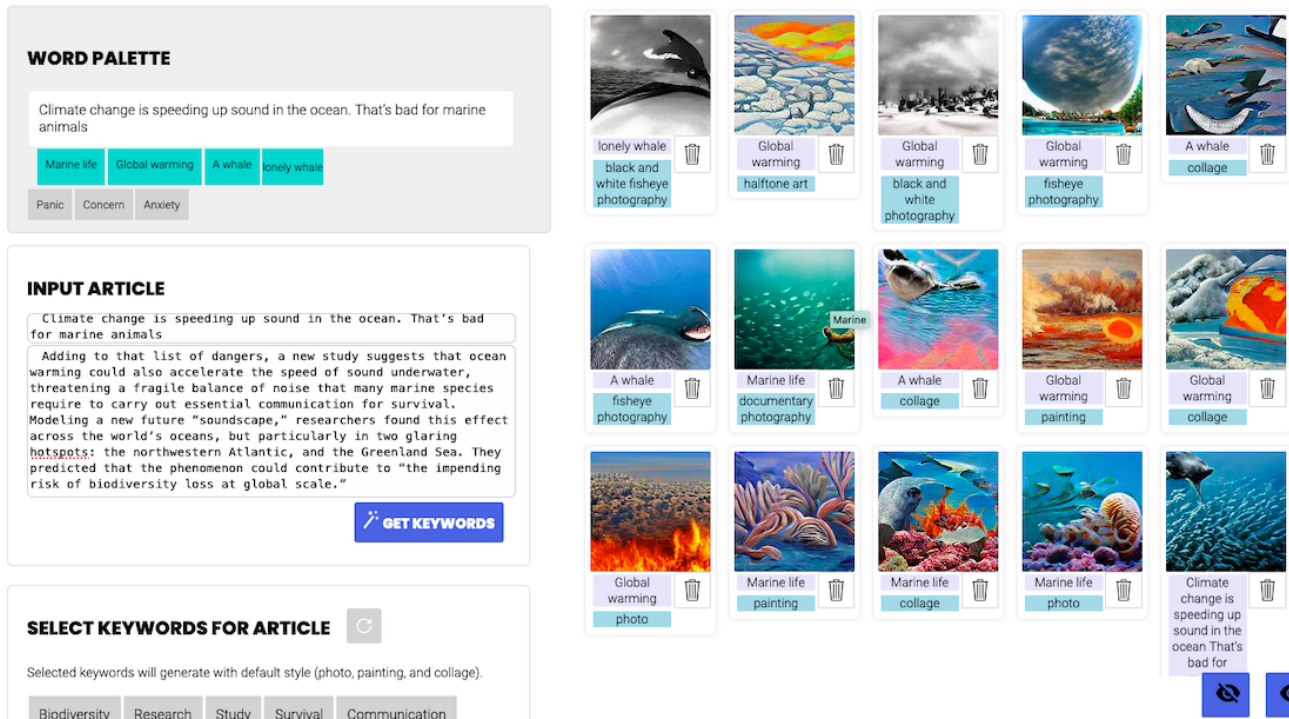 WORD PALETTE
Climate change is speeding up sound in the ocean. That's bad for marine
animals
Marine life
Global warming
A whale
lonely whale
Panic
Concern
Anxiety
INPUT ARTICLE
Climate change is speeding up sound in the ocean. That's bad
for marine animals
Adding to that list of dangers, a new study suggests that ocean
warming could also accelerate the speed of sound underwater,
threatening a fragile balance of noise that many marine species
require to carry out essential communication for survival.
Modeling a new future “soundscape,” researchers found this effect
across the world's oceans, but particularly in two glaring
hotspots: the northwestern Atlantic, and the Greenland Sea. They
predicted that the phenomenon could contribute to “the impending
risk of biodiversity loss at global scale.”
GET KEYWORDS
SELECT KEYWORDS FOR ARTICLE
Selected keywords will generate with default style (photo, painting, and collage).
Biodiversity
Research
Study
Survival
Communication
lonely whale
black and
white fisheye
photography
Global
warming
halftone art
Global
warming
black and
white
photography
Global
warming
fisheye
photography
A whale
collage
A whale
fisheye
photography
Marine
Marine life
documentary
photography
A whale
collage
Global
warming
painting
Global
warming
collage
Global
warming
photo
Marine life
painting
Marine life
collage
Marine life
photo
Climate
change is
speeding up
sound in the
ocean That's
bad for